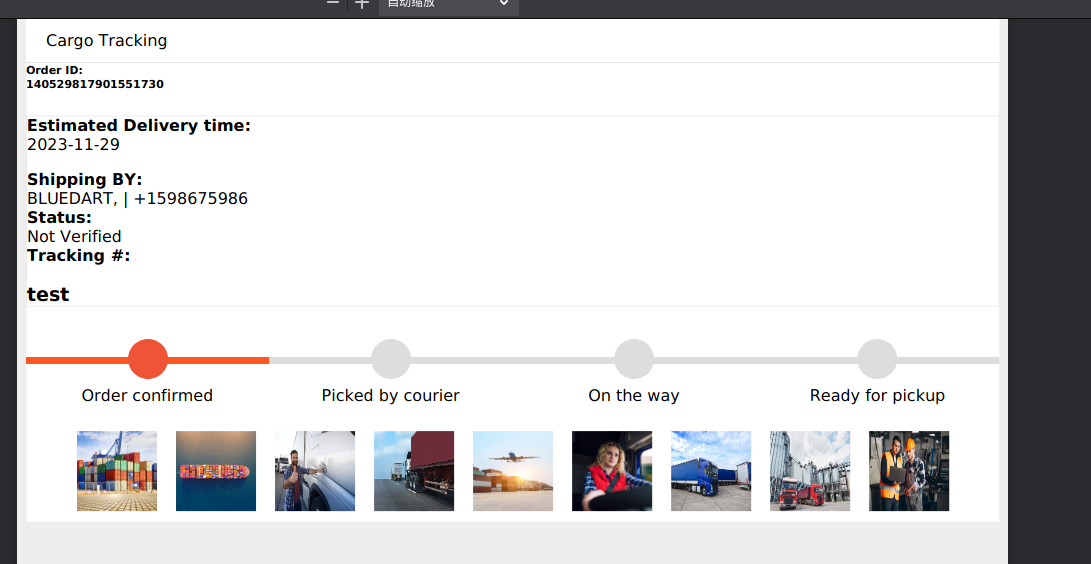 自动缩放
Cargo Tracking
Order ID:
140529817901551730
Estimated Delivery time:
2023-11-29
Shipping BY:
BLUEDART, | +1598675986
Status:
Not Verified
Tracking #:
test
Order confirmed
Picked by courier
On the way
Ready for pickup